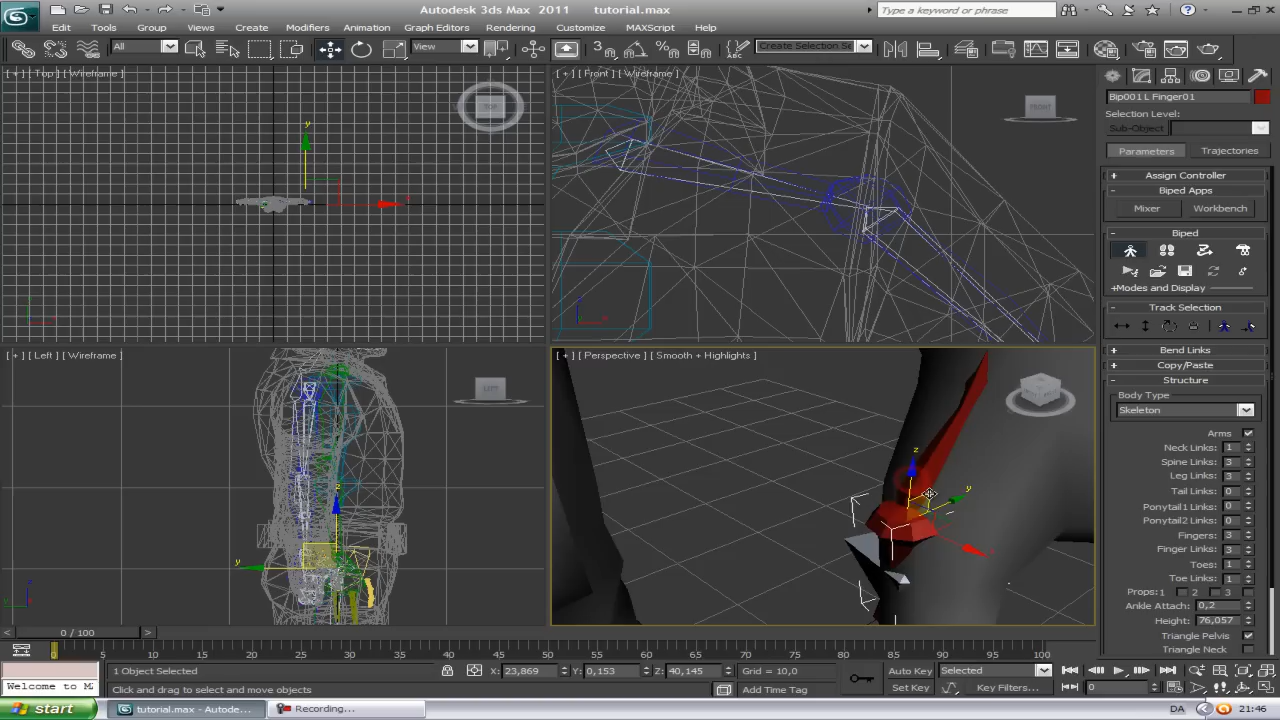 Autodesk 3ds Max 2011    tutorial.max
Type a keyword or phrase
Edit Tools Group Views Create Modifiers Animation Graph Editors Rendering Customize MAXScript Help
All View Create Selection Se
[ + ] [ Top ] [ Wireframe ]
TOP
y
x
[ + ] [ Front ] [ Wireframe ]
FRONT
[ + ] [ Left ] [ Wireframe ]
LEFT
z
y
[ + ] [ Perspective ] [ Smooth + Highlights ]
z
y
x
Bip001 L Finger01
Selection Level:
Sub-Object
Parameters Trajectories
+ Assign Controller
- Biped Apps
Mixer Workbench
- Biped
+Modes and Display
- Track Selection
+ Bend Links
+ Copy/Paste
- Structure
Body Type
Skeleton
Arms
Neck Links: 1
Spine Links: 3
Leg Links: 3
Tail Links: 0
Ponytail1 Links: 0
Ponytail2 Links: 0
Fingers: 3
Finger Links: 3
Toes: 1
Toe Links: 1
Props: 1 2 3
Ankle Attach: 0,2
Height: 76,057
Triangle Pelvis
Triangle Neck
< 0 / 100 >
0 5 10 15 20 25 30 35 40 45 50 55 60 65 70 75 80 85 90 95 100
1 Object Selected X: 23,869 Y: 0,153 Z: 40,145 Grid = 10,0 Auto Key Selected
Welcome to Click and drag to select and move objects Add Time Tag Set Key Key Filters... 0
start tutorial.max - Autode... Recording... DA 21:46